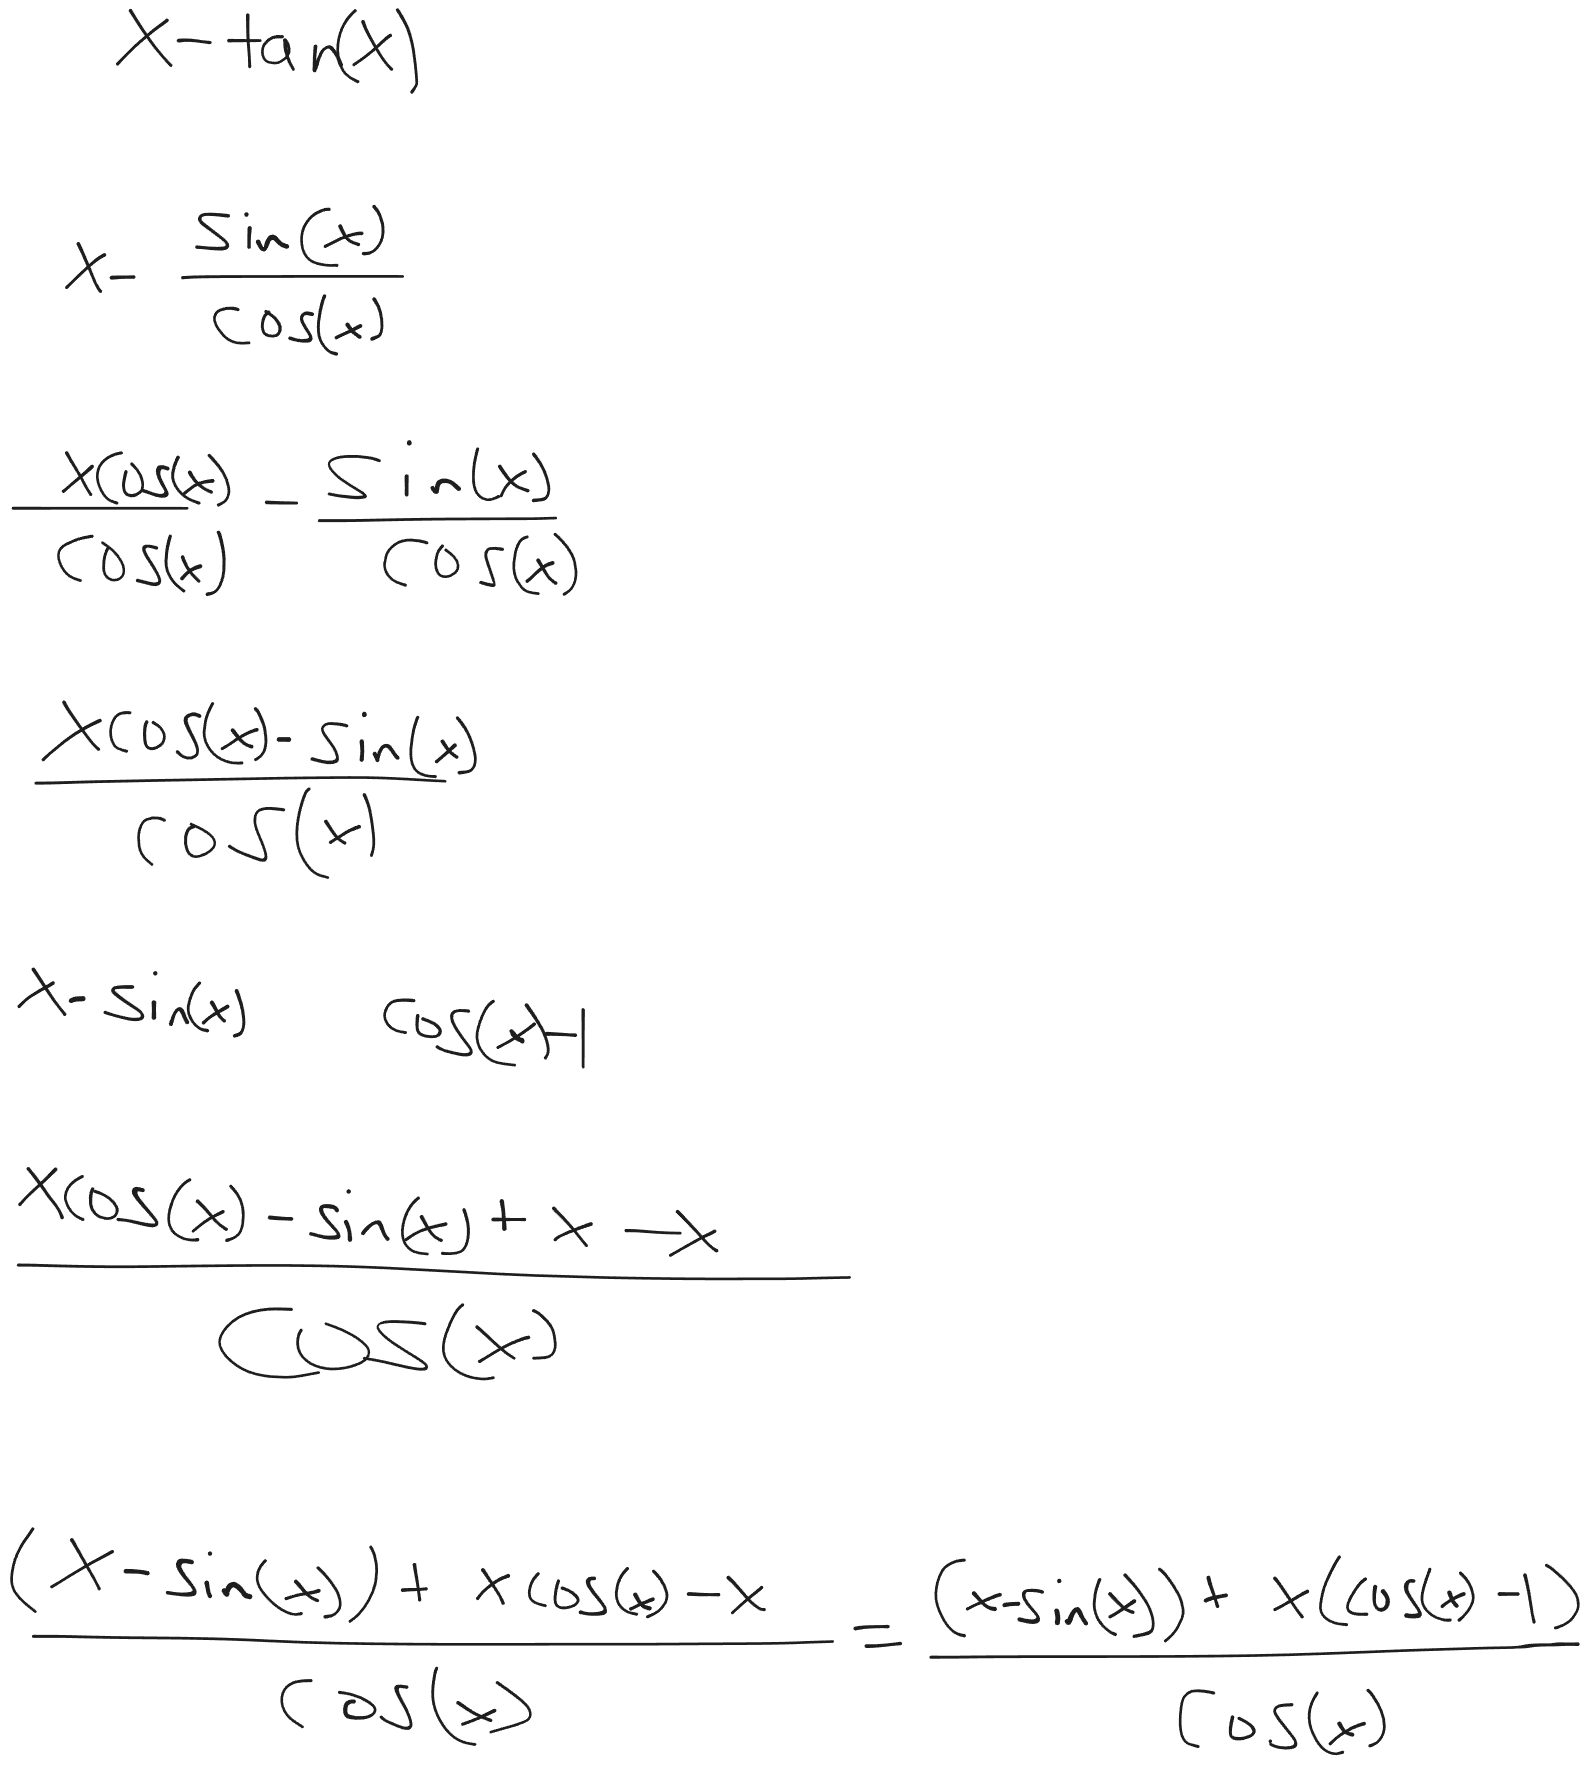 x - tan(x)
x - sin(x)/cos(x)
xcos(x)/cos(x) - sin(x)/cos(x)
(xcos(x) - sin(x))/cos(x)
x - sin(x) cos(x) - 1
(xcos(x) - sin(x) + x - x)/cos(x)
((x - sin(x)) + xcos(x) - x)/cos(x) = ((x - sin(x)) + x(cos(x) - 1))/cos(x)